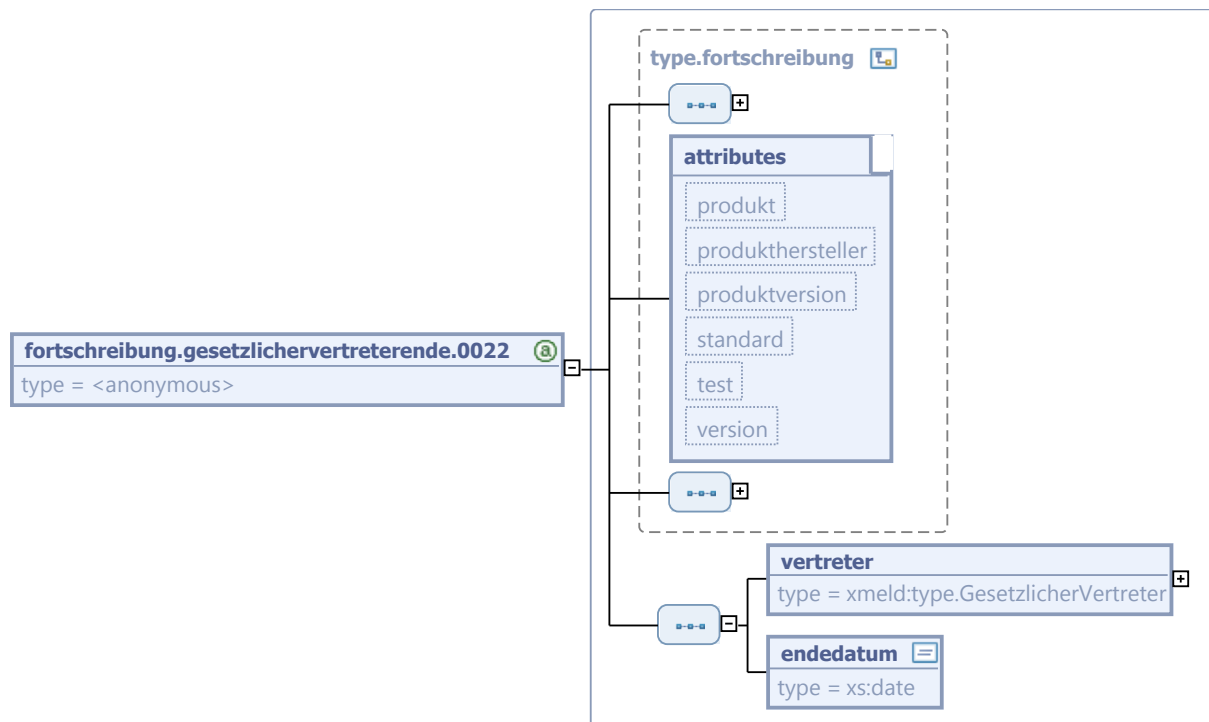 type.fortschreibung
attributes
produkt
produkthersteller
produktversion
standard
test
version
fortschreibung.gesetzlichervertreterende.0022
type = <anonymous>
vertreter
type = xmeld:type.GesetzlicherVertreter
endedatum
type = xs:date